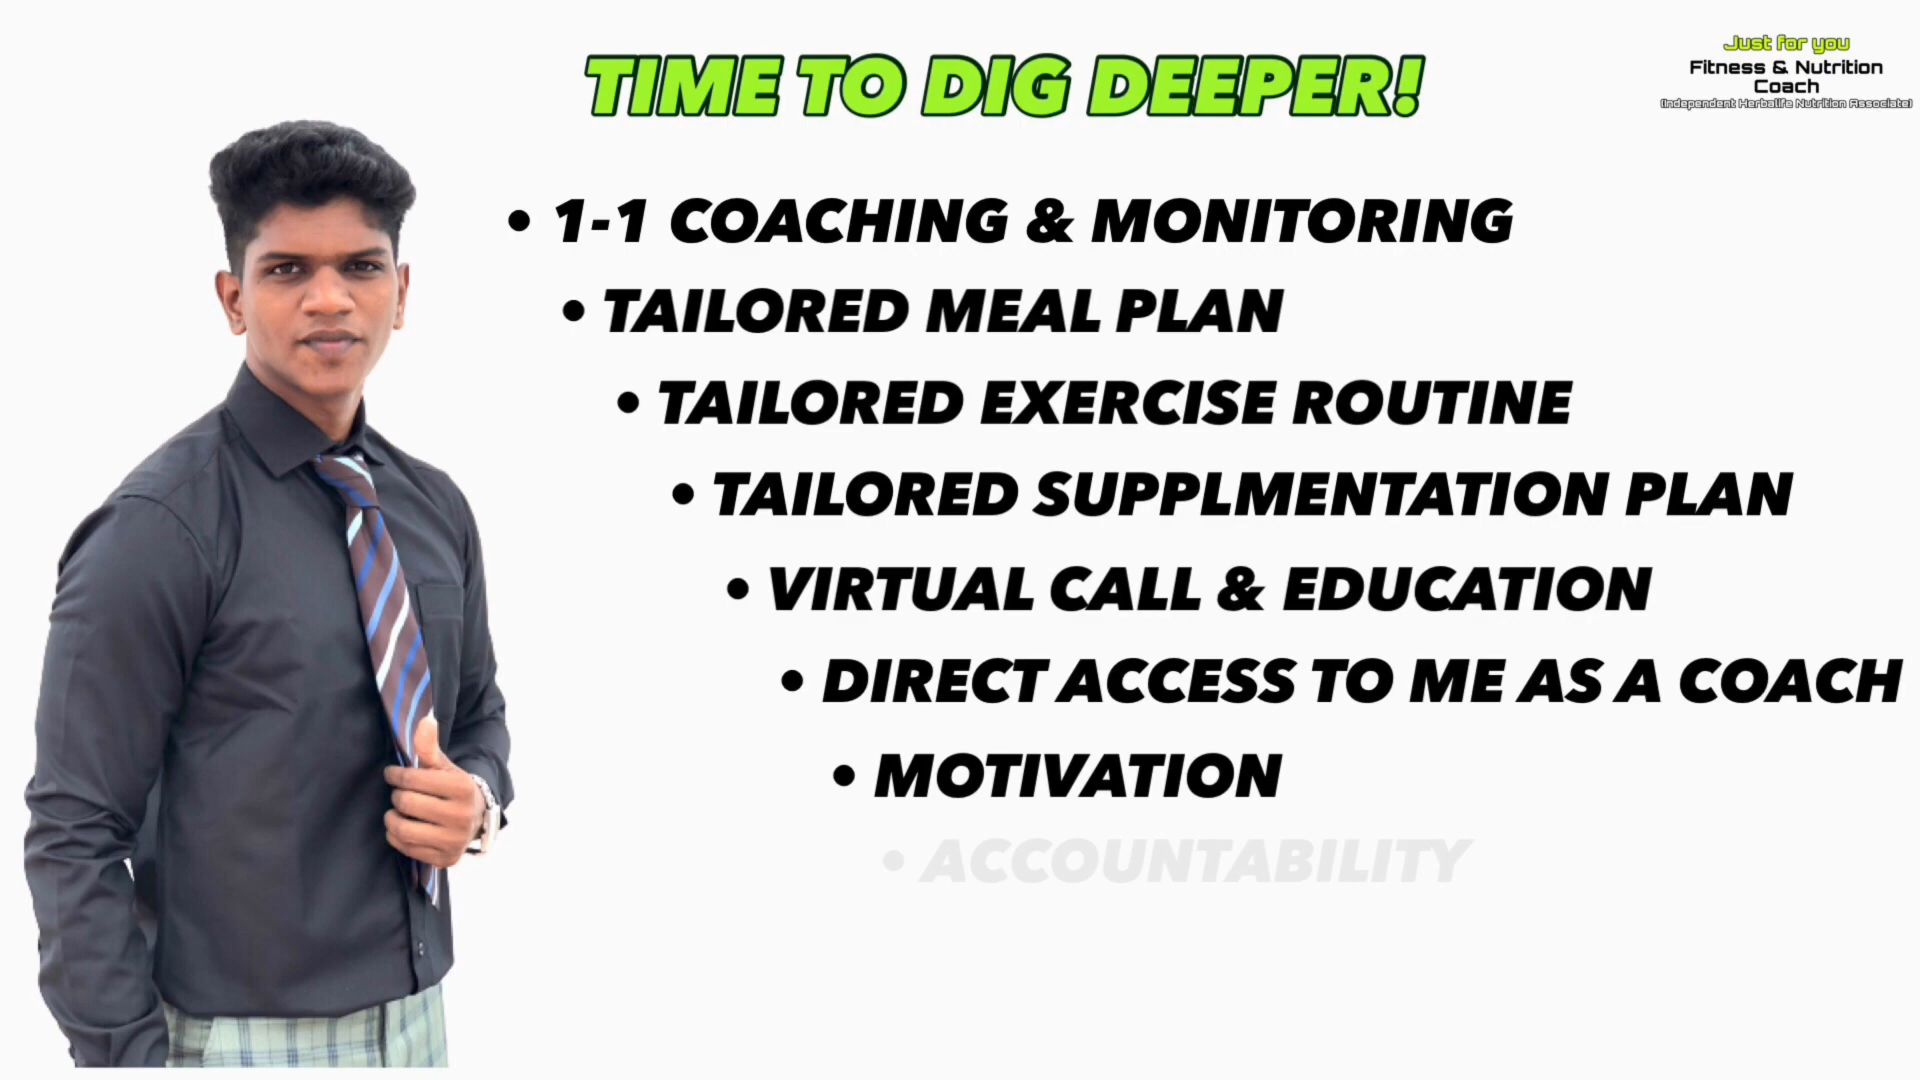 TIME TO DIG DEEPER!
Just for you
Fitness & Nutrition
Coach
(Independent Herbalife Nutrition Associate)
• 1-1 COACHING & MONITORING
• TAILORED MEAL PLAN
• TAILORED EXERCISE ROUTINE
• TAILORED SUPPLMENTATION PLAN
• VIRTUAL CALL & EDUCATION
• DIRECT ACCESS TO ME AS A COACH
• MOTIVATION
• ACCOUNTABILITY